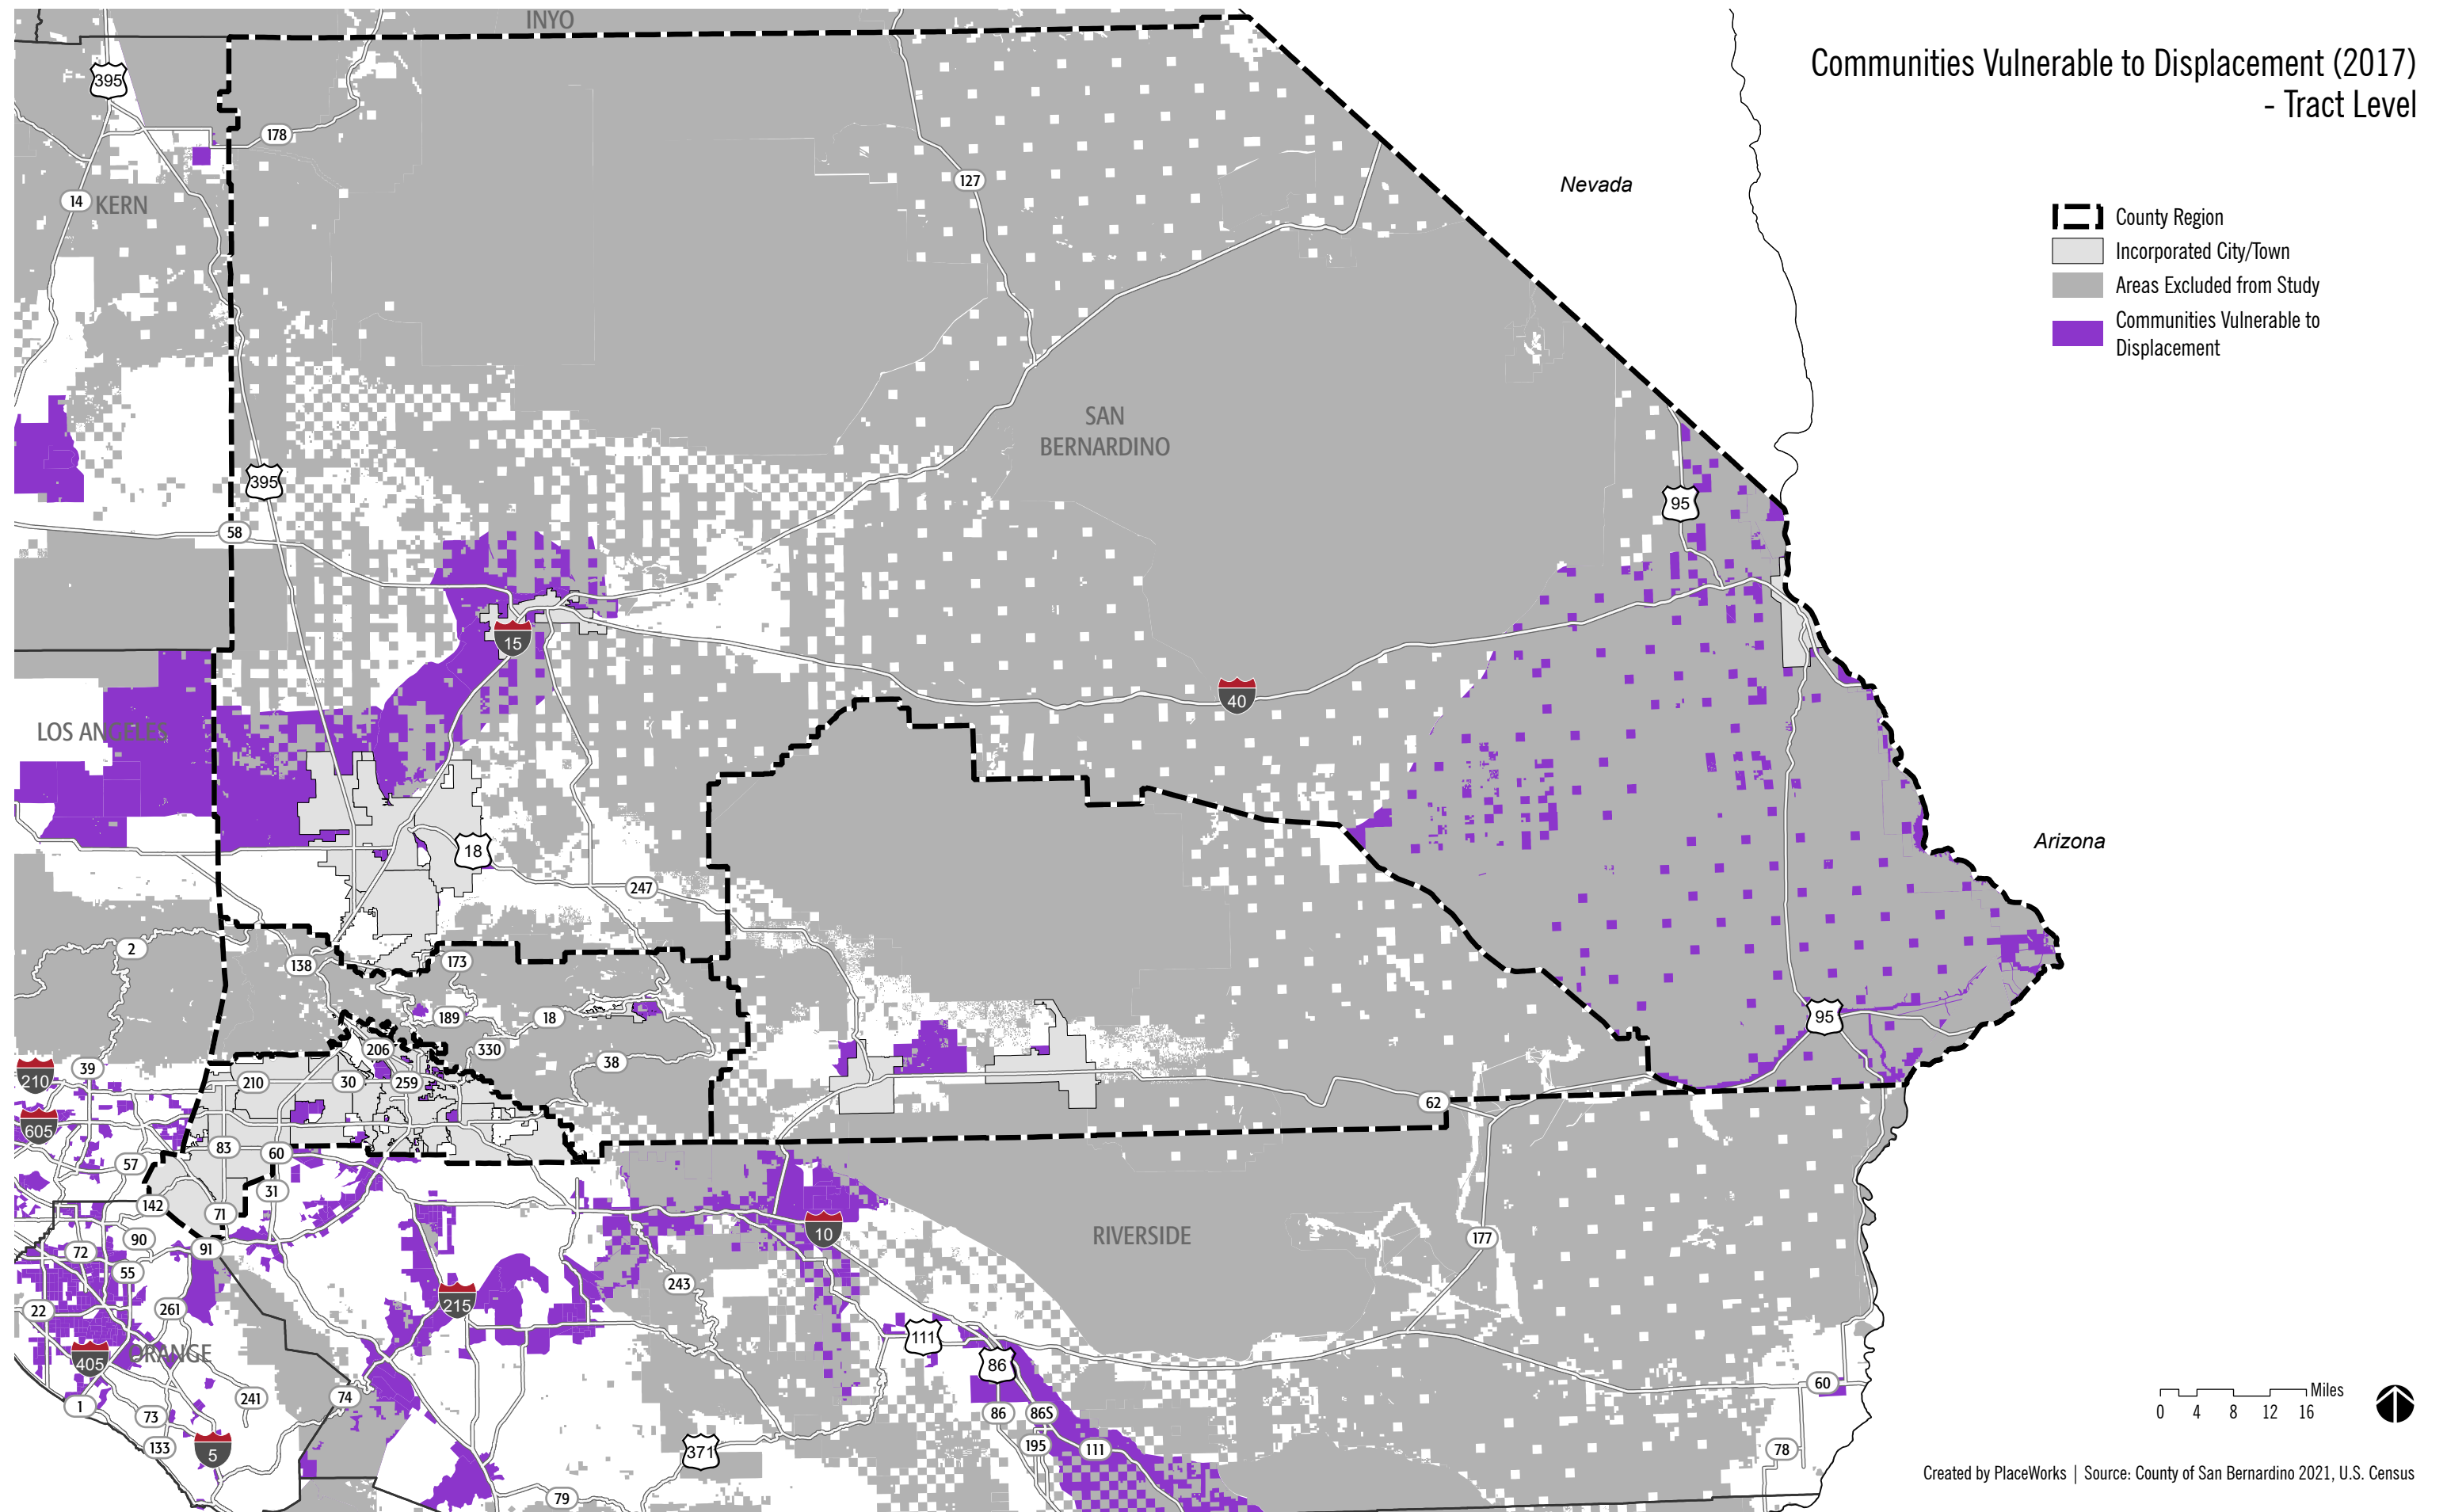 INYO
Communities Vulnerable to Displacement (2017)
- Tract Level
395
178
127
Nevada
14
KERN
County Region
Incorporated City/Town
Areas Excluded from Study
Communities Vulnerable to
Displacement
SAN
BERNARDINO
395
95
58
15
40
LOS ANGELES
18
Arizona
247
2
138
173
189
18
95
206
330
38
210
39
210
30
259
62
605
83
60
57
31
142
71
90
91
72
55
10
RIVERSIDE
177
243
261
22
215
111
ORANGE
405
86
74
60
241
1
73
86
86S
133
5
371
195
111
78
79
Miles
0 4 8 12 16
Created by PlaceWorks | Source: County of San Bernardino 2021, U.S. Census